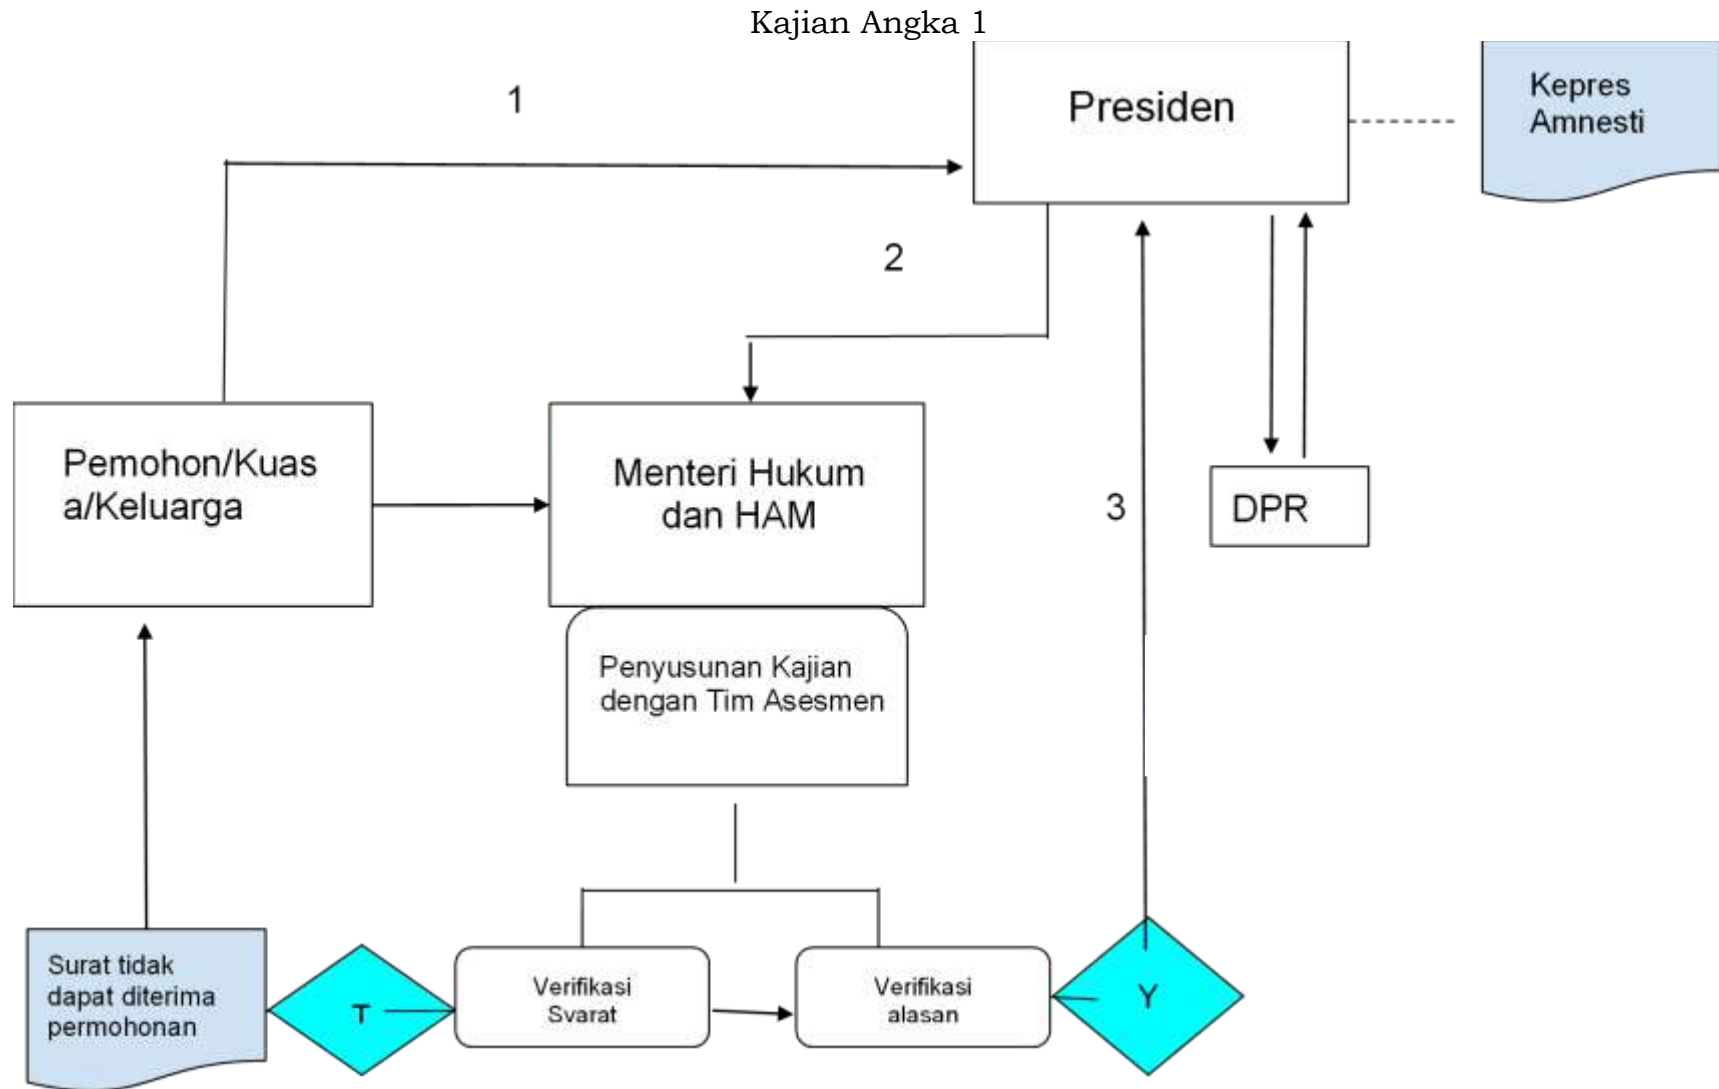 Kajian Angka 1
1
Presiden
Kepres
Amnesti
2
Pemohon/Kuas
a/Keluarga
Menteri Hukum
dan HAM
3
DPR
Penyusunan Kajian
dengan Tim Asesmen
Surat tidak
dapat diterima
permohonan
T
Verifikasi
Svarat
Verifikasi
alasan
Y